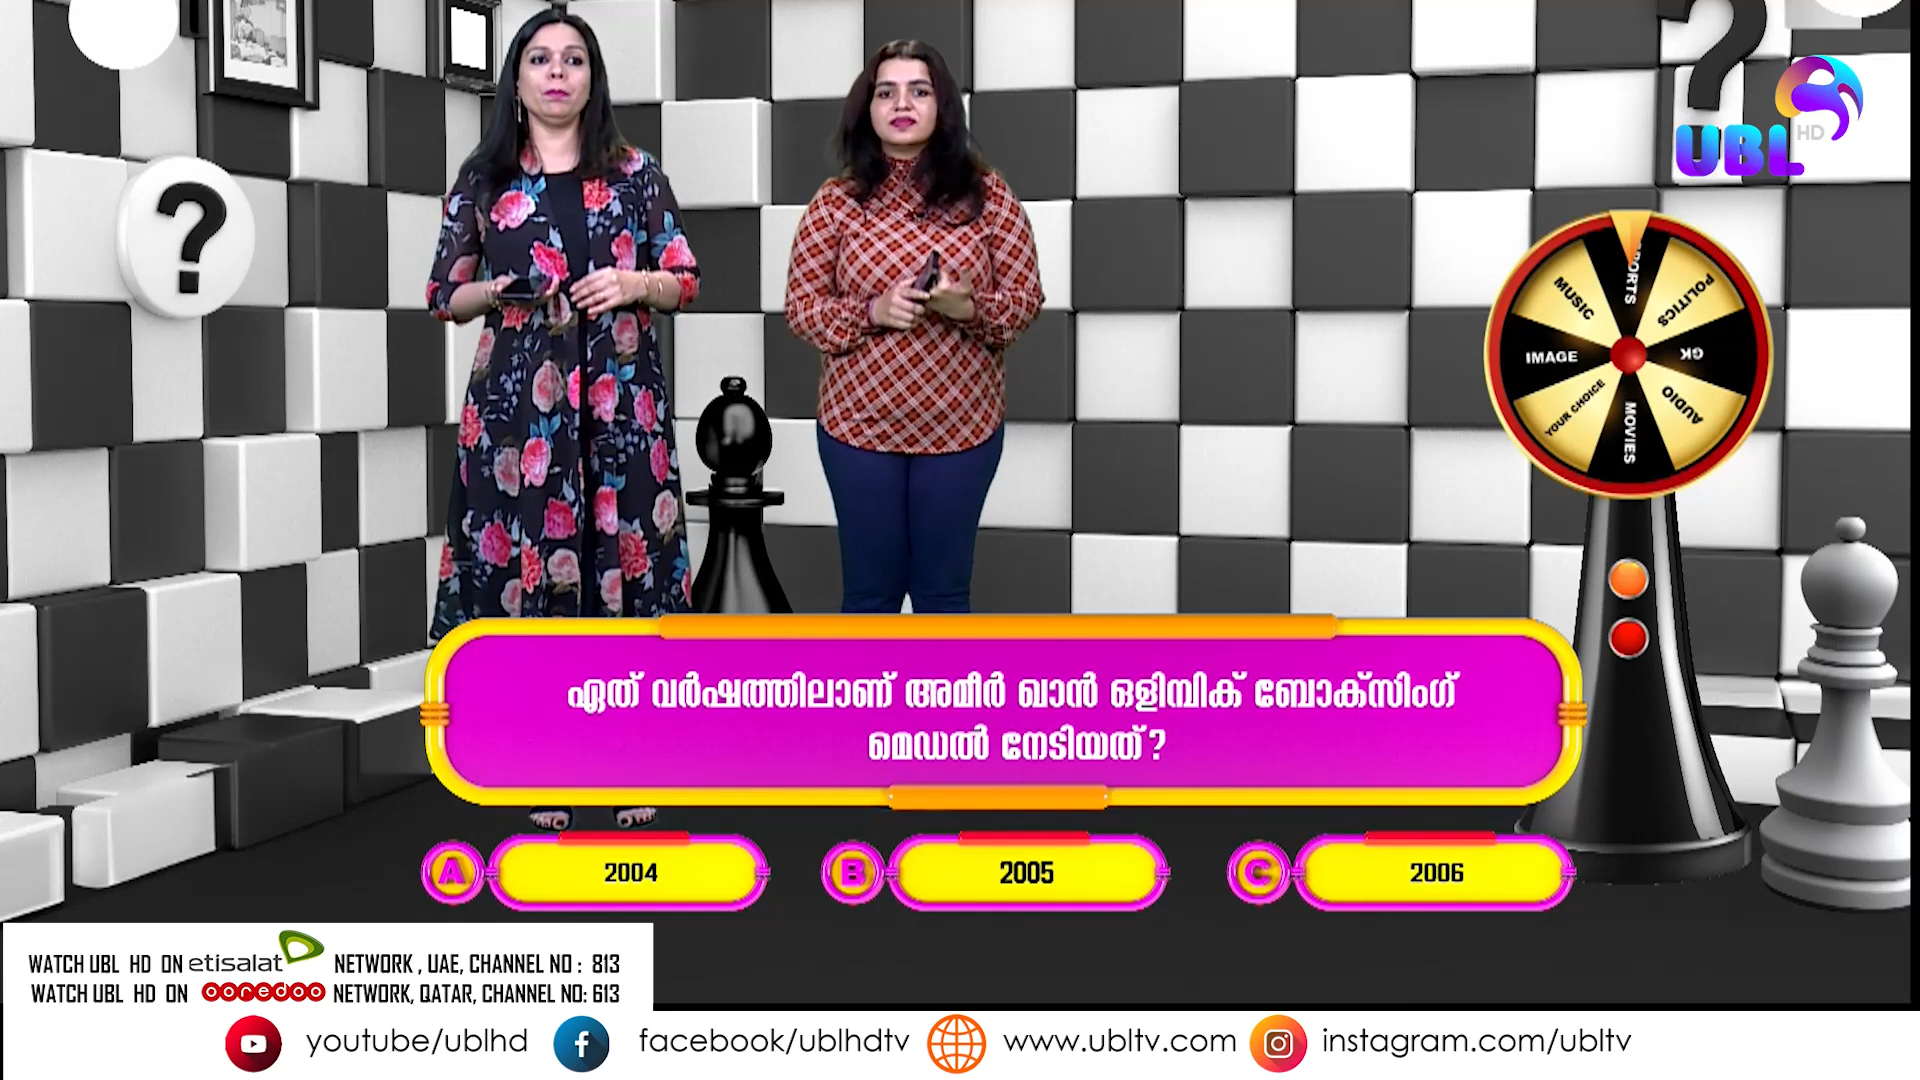 UBL HD
SPORTS
POLITICS
GK
AUDIO
MOVIES
YOUR CHOICE
IMAGE
MUSIC
ഏത് വർഷത്തിലാണ് അമീർ ഖാൻ ഒളിമ്പിക് ബോക്സിംഗ്
മെഡൽ നേടിയത്?
A 2004
B 2005
C 2006
WATCH UBL HD ON etisalat NETWORK , UAE, CHANNEL NO : 813
WATCH UBL HD ON ooredoo NETWORK, QATAR, CHANNEL NO: 613
youtube/ublhd facebook/ublhdtv www.ubltv.com instagram.com/ubltv